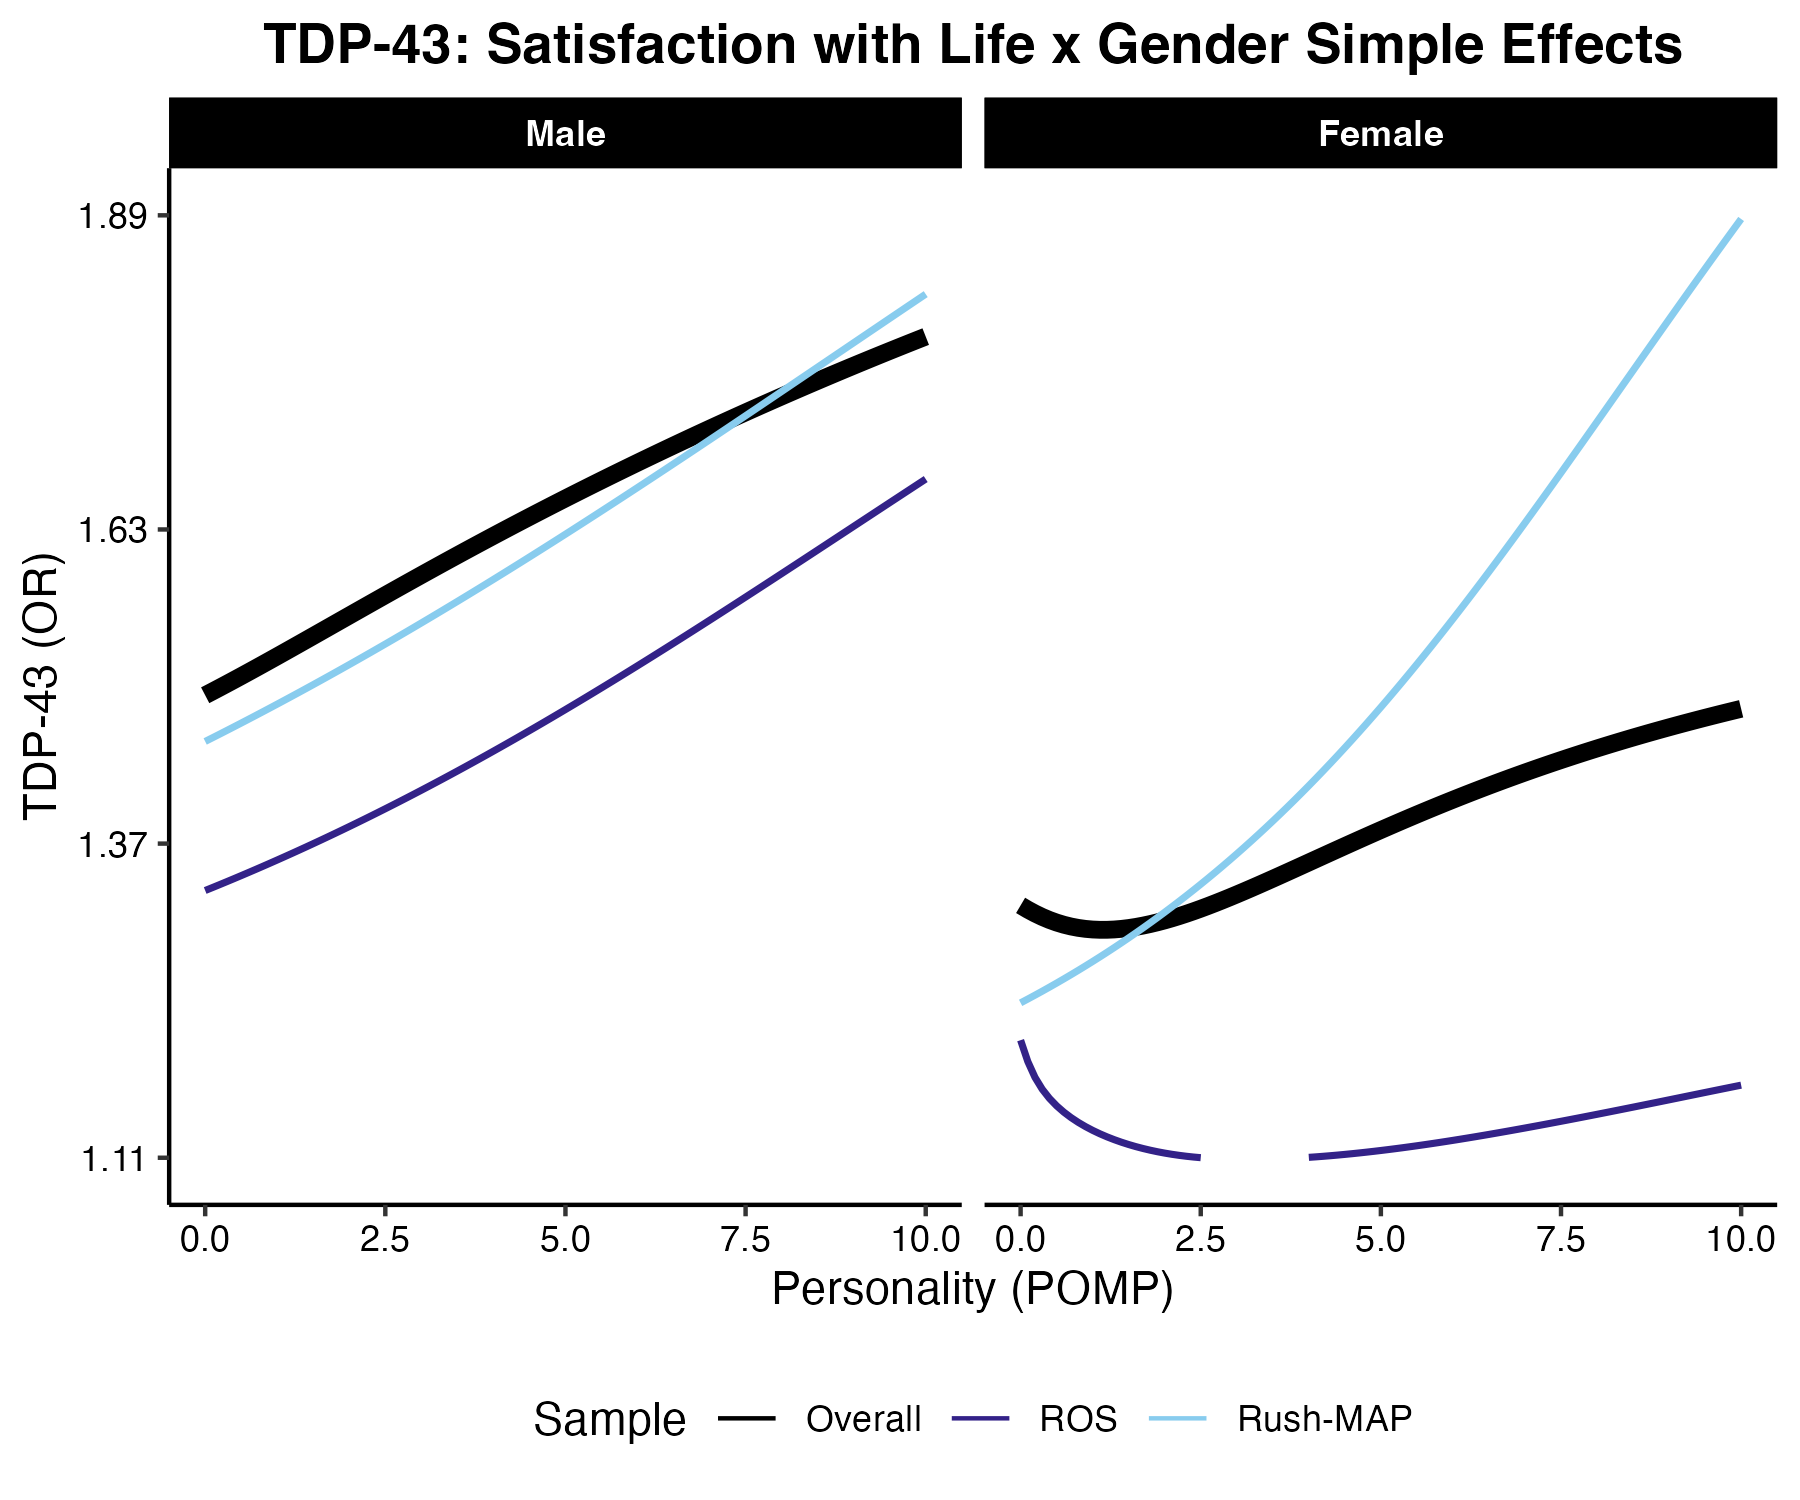 TDP-43: Satisfaction with Life x Gender Simple Effects
Male
Female
TDP-43 (OR)
1.89
1.63
1.37
1.11
0.0 2.5 5.0 7.5 10.0
0.0 2.5 5.0 7.5 10.0
Personality (POMP)
Sample Overall ROS Rush-MAP